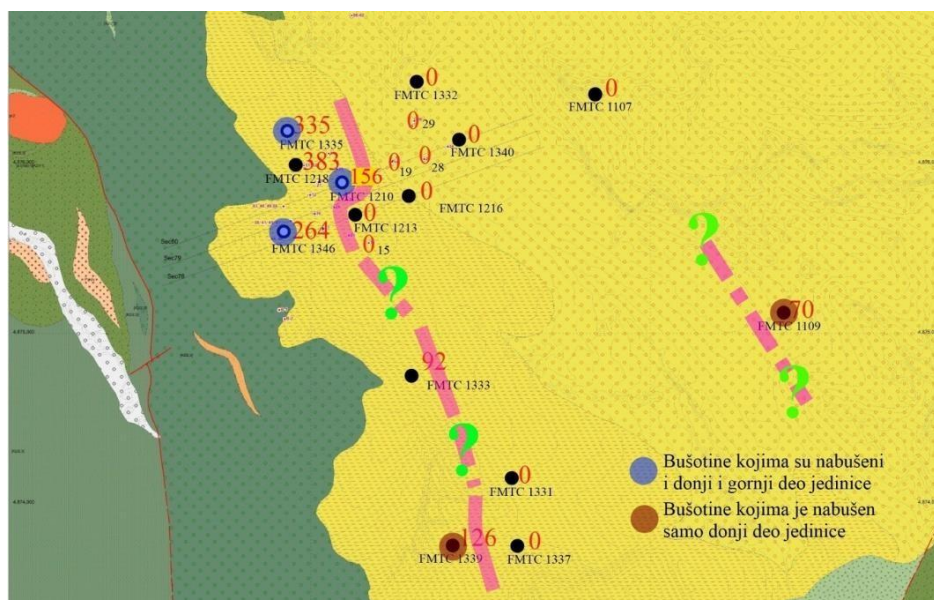 0
FMTC 1332
0
FMTC 1107
335
FMTC 1335
0 29
0
FMTC 1340
383
FMTC 1218
0 19
0 28
156
FMTC 1210
0
FMTC 1216
0
FMTC 1213
264
FMTC 1346
0 15
?
?
70
FMTC 1109
92
FMTC 1333
?
?
0
FMTC 1331
126
FMTC 1339
0
FMTC 1337
Bušotine kojima su nabušeni
i donji i gornji deo jedinice
Bušotine kojima je nabušen
samo donji deo jedinice